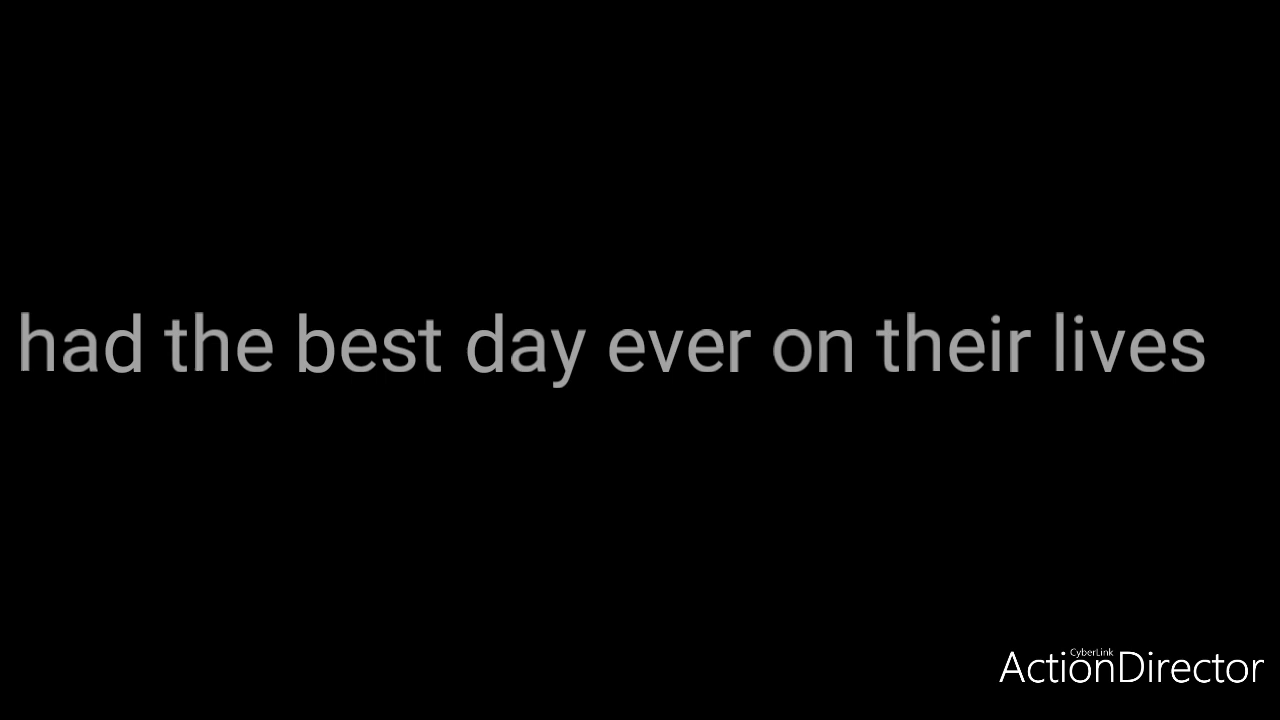 had the best day ever on their lives
CyberLink
ActionDirector